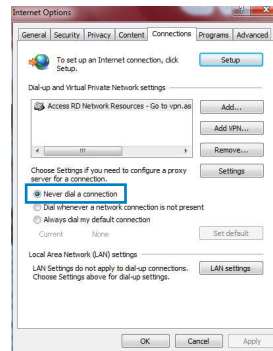 Internet Options
General Security Privacy Content Connections Programs Advanced
To set up an Internet connection, click
Setup.
Setup
Dial-up and Virtual Private Network settings
Access RD Network Resources - Go to vpn.as
Add...
Add VPN...
Remove...
Choose Settings if you need to configure a proxy
server for a connection.
Settings
Never dial a connection
Dial whenever a network connection is not present
Always dial my default connection
Current None
Set default
Local Area Network (LAN) settings
LAN Settings do not apply to dial-up connections.
Choose Settings above for dial-up settings.
LAN settings
OK Cancel Apply